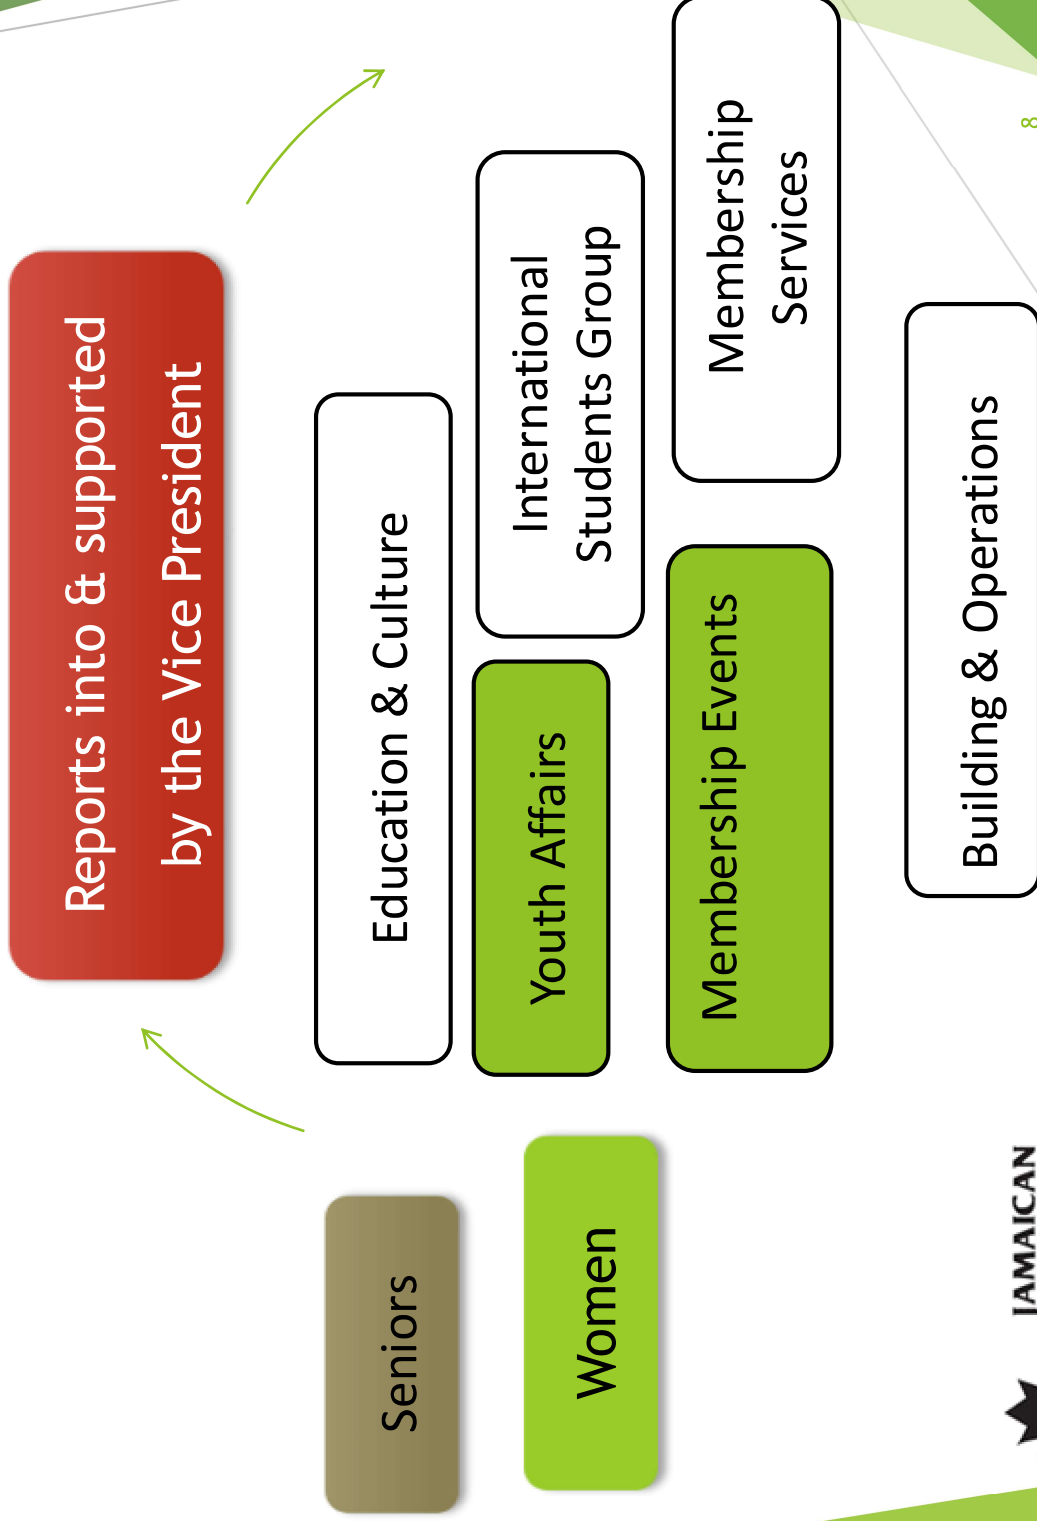 Reports into & supported
by the Vice President
Education & Culture
Seniors
International
Students Group
Youth Affairs
Women
Membership
Services
Membership Events
Building & Operations
JAMAICAN
8